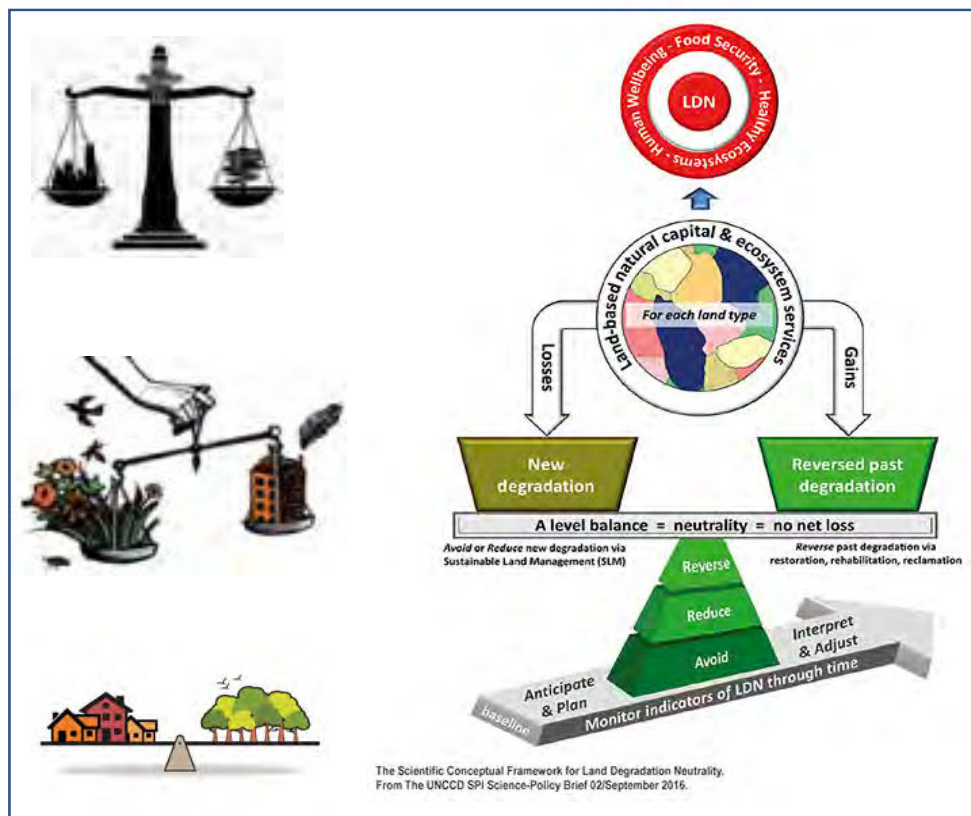 Human Wellbeing - Food Security - Healthy Ecosystems -
LDN
Land-based natural capital & ecosystem services
For each land type
Losses
Gains
New
degradation
Reversed past
degradation
A level balance = neutrality = no net loss
Avoid or Reduce new degradation via
Sustainable Land Management (SLM)
Reverse past degradation via
restoration, rehabilitation, reclamation
Reverse
Reduce
Avoid
Anticipate
& Plan
Interpret
& Adjust
baseline
Monitor indicators of LDN through time
The Scientific Conceptual Framework for Land Degradation Neutrality.
From The UNCCD SPI Science-Policy Brief 02/September 2016.